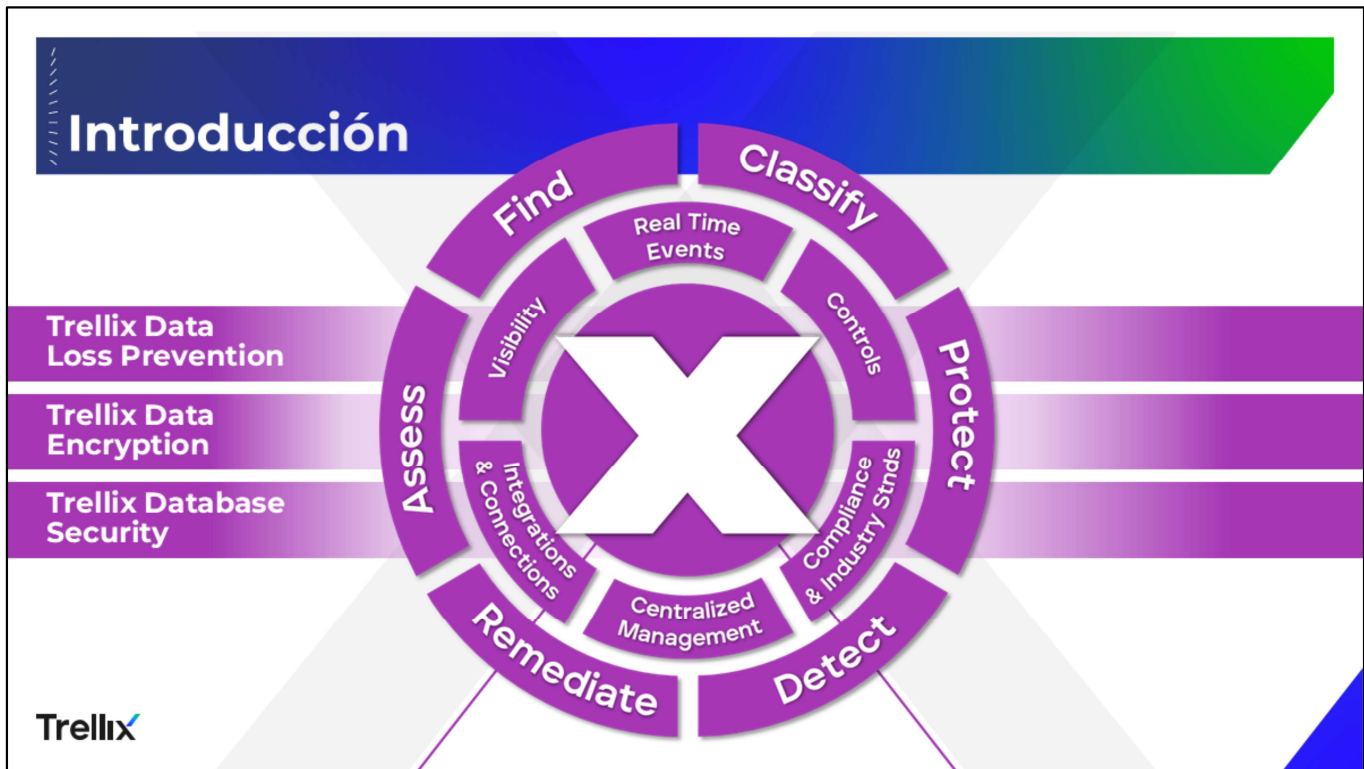 Introducción
Find
Classify
Protect
Detect
Remediate
Assess
Real Time
Events
Controls
Compliance
& Industry Stnds
Centralized
Management
Integrations
& Connections
Visibility
X
Trellix Data
Loss Prevention
Trellix Data
Encryption
Trellix Database
Security
Trellix